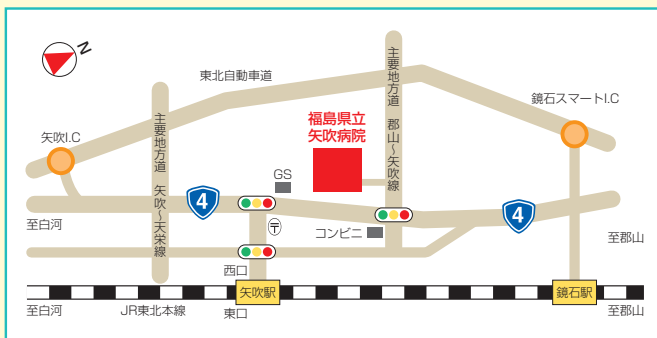 N
東北自動車道
主要地方道 郡山~矢吹線
鏡石スマートI.C
矢吹I.C
主要地方道 矢吹~天栄線
福島県立
矢吹病院
GS
4
4
至白河
〒
コンビニ
至郡山
西口
矢吹駅
鏡石駅
至白河
JR東北本線
東口
至郡山